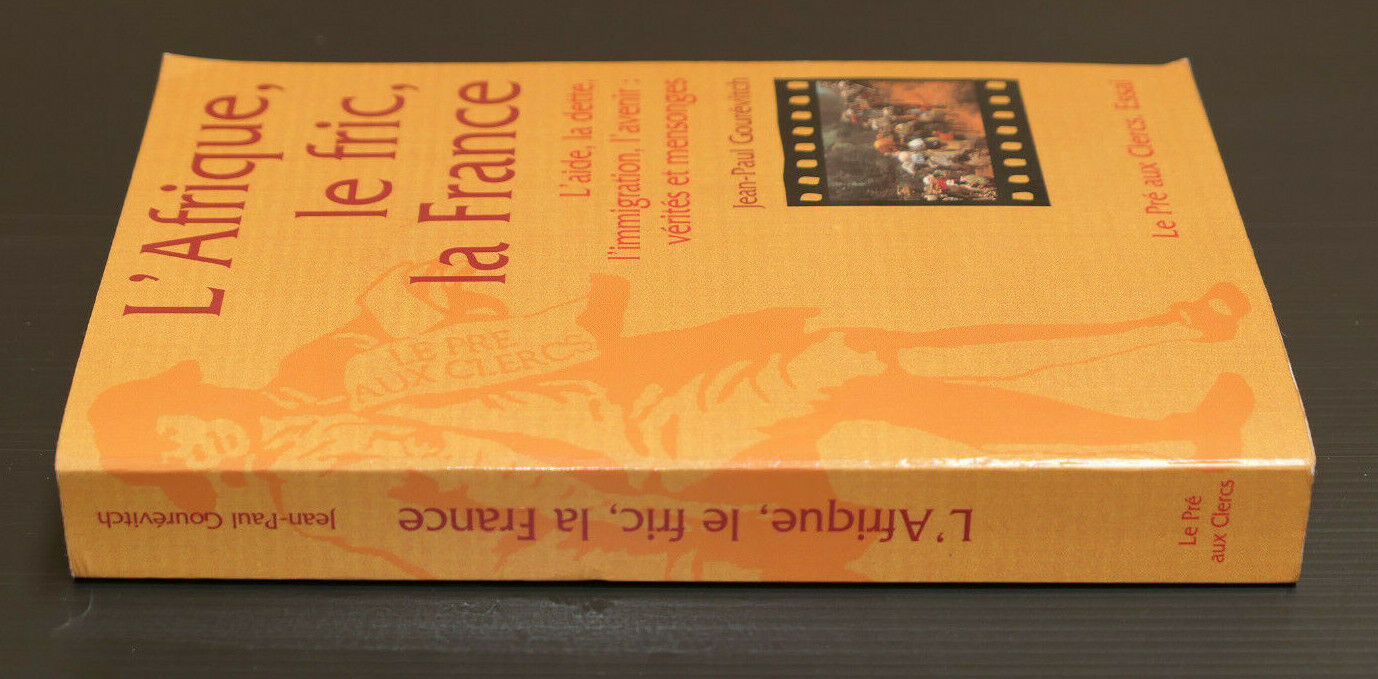 L'Afrique,
le fric,
la France
L'aide, la dette,
l'immigration, l'avenir :
vérités et mensonges
Jean-Paul Gourévitch
Le Pré aux Clercs. Essai
LE PRÉ
AUX CLERCS
Jean-Paul Gourévitch
L'Afrique, le fric, la France
Le Pré
aux Clercs